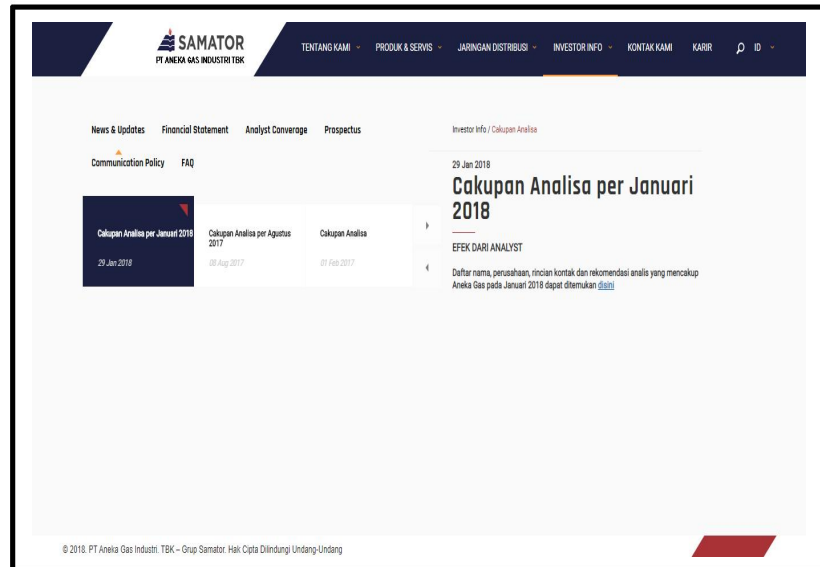 SAMATOR
PT ANEKA GAS INDUSTRI TBK
TENTANG KAMI
PRODUK & SERVIS
JARINGAN DISTRIBUSI
INVESTOR INFO
KONTAK KAMI
KARIR
ID
News & Updates
Financial Statement
Analyst Converage
Prospectus
Communication Policy
FAQ
Cakupan Analisa per Januari 2018
29 Jan 2018
Cakupan Analisa per Agustus
2017
08 Aug 2017
Cakupan Analisa
01 Feb 2017
Investor Info / Cakupan Analisa
29 Jan 2018
Cakupan Analisa per Januari
2018
EFEK DARI ANALYST
Daftar nama, perusahaan, rincian kontak dan rekomendasi analis yang mencakup
Aneka Gas pada Januari 2018 dapat ditemukan disini
© 2018. PT Aneka Gas Industri. TBK – Grup Samator. Hak Cipta Dilindungi Undang-Undang